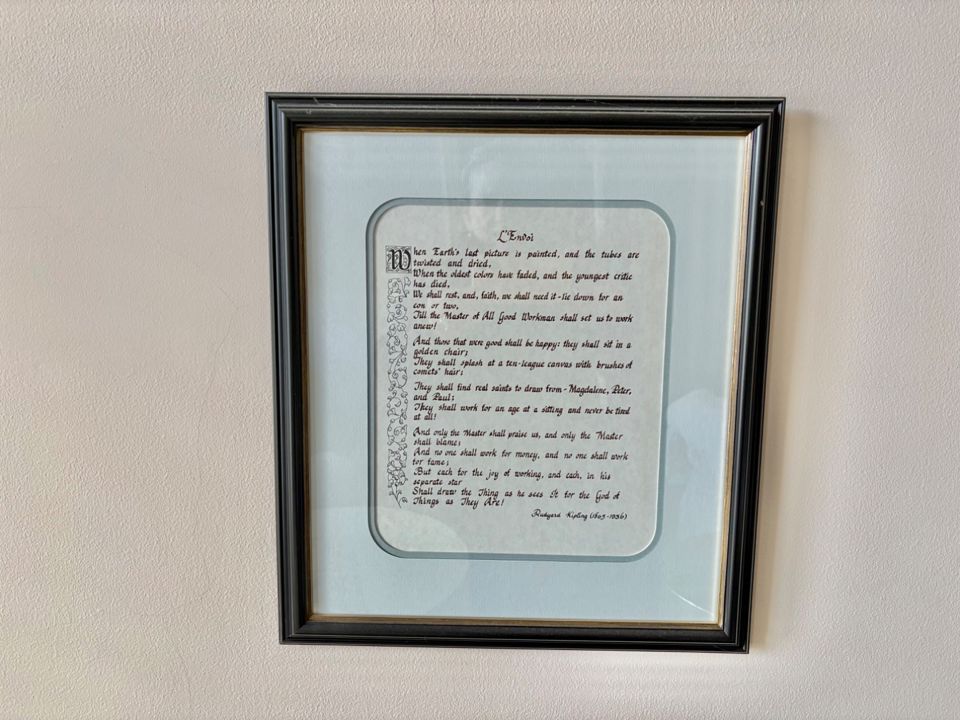 L'Envoi
When Earth's last picture is painted, and the tubes are
twisted and dried,
When the oldest colors have faded, and the youngest critic
has died,
We shall rest, and, faith, we shall need it - lie down for an
eon or two,
Till the Master of All Good Workman shall set us to work
anew!
And those that were good shall be happy: they shall sit in a
golden chair;
They shall splash at a ten-league canvas with brushes of
comets' hair;
They shall find real saints to draw from - Magdalene, Peter,
and Paul;
They shall work for an age at a sitting and never be tired
at all!
And only the Master shall praise us, and only the Master
shall blame;
And no one shall work for money, and no one shall work
for fame;
But each for the joy of working, and each, in his
separate star
Shall draw the Thing as he sees It for the God of
Things as They Are!
Rudyard Kipling (1865-1936)